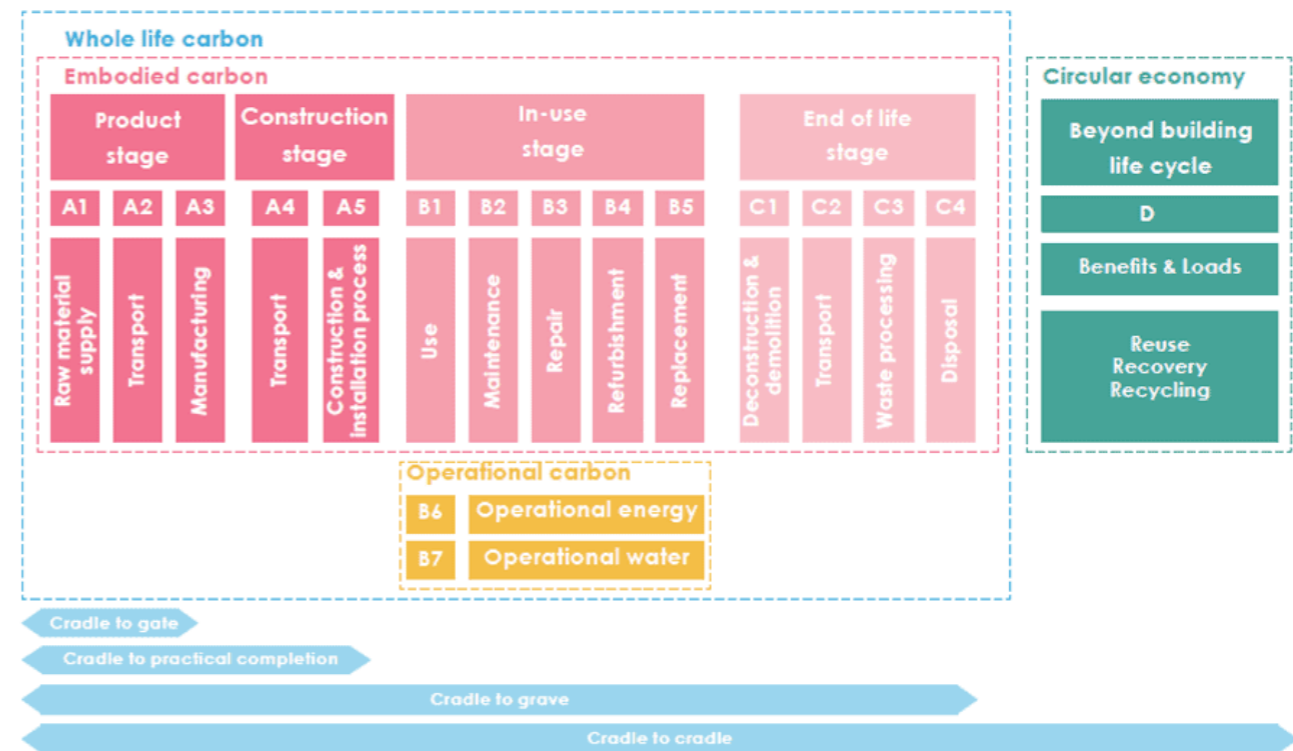 Whole life carbon
Embodied carbon
Circular economy
Product
stage
Construction
stage
In-use
stage
End of life
stage
Beyond building
life cycle
A1
A2
A3
A4
A5
B1
B2
B3
B4
B5
C1
C2
C3
C4
D
Raw material
supply
Transport
Manufacturing
Transport
Construction &
installation process
Use
Maintenance
Repair
Refurbishment
Replacement
Deconstruction &
demolition
Transport
Waste processing
Disposal
Benefits & Loads
Reuse
Recovery
Recycling
Operational carbon
B6
Operational energy
B7
Operational water
Cradle to gate
Cradle to practical completion
Cradle to grave
Cradle to cradle